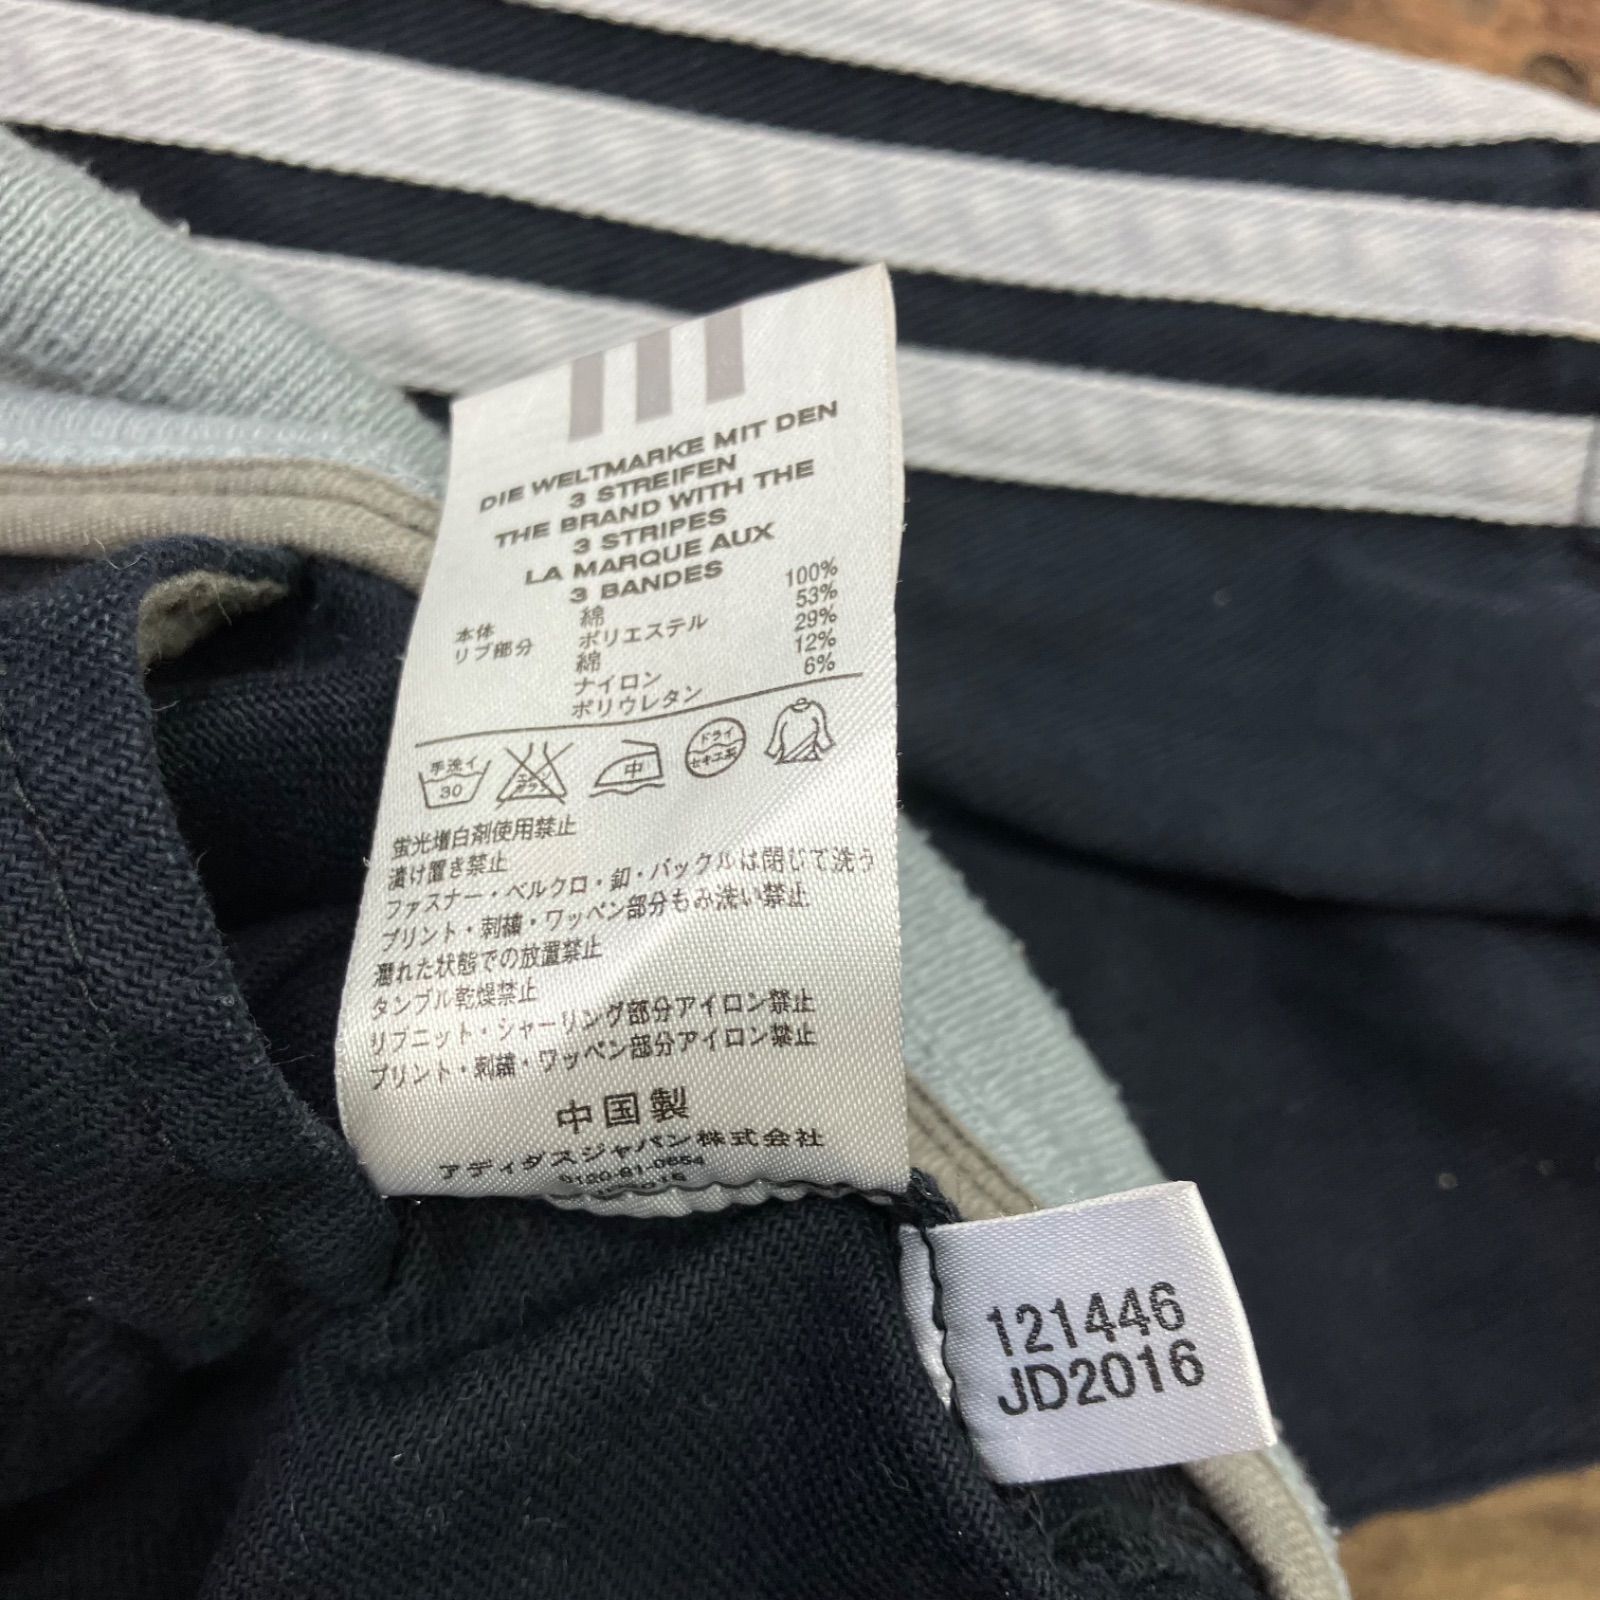 DIE WELTMARKE MIT DEN
3 STREIFEN
THE BRAND WITH THE
3 STRIPES
LA MARQUE AUX
3 BANDES
本体 綿 100%
リブ部分 ポリエステル 53%
綿 29%
ナイロン 12%
ポリウレタン 6%
手洗イ 30
中
ドライ セキユ系
蛍光増白剤使用禁止
漬け置き禁止
ファスナー・ベルクロ・釦・バックルは閉じて洗う
プリント・刺繍・ワッペン部分もみ洗い禁止
濡れた状態での放置禁止
タンブル乾燥禁止
リブニット・シャーリング部分アイロン禁止
プリント・刺繍・ワッペン部分アイロン禁止
中国製
アディダスジャパン株式会社
0120-81-0654
121446
JD2016